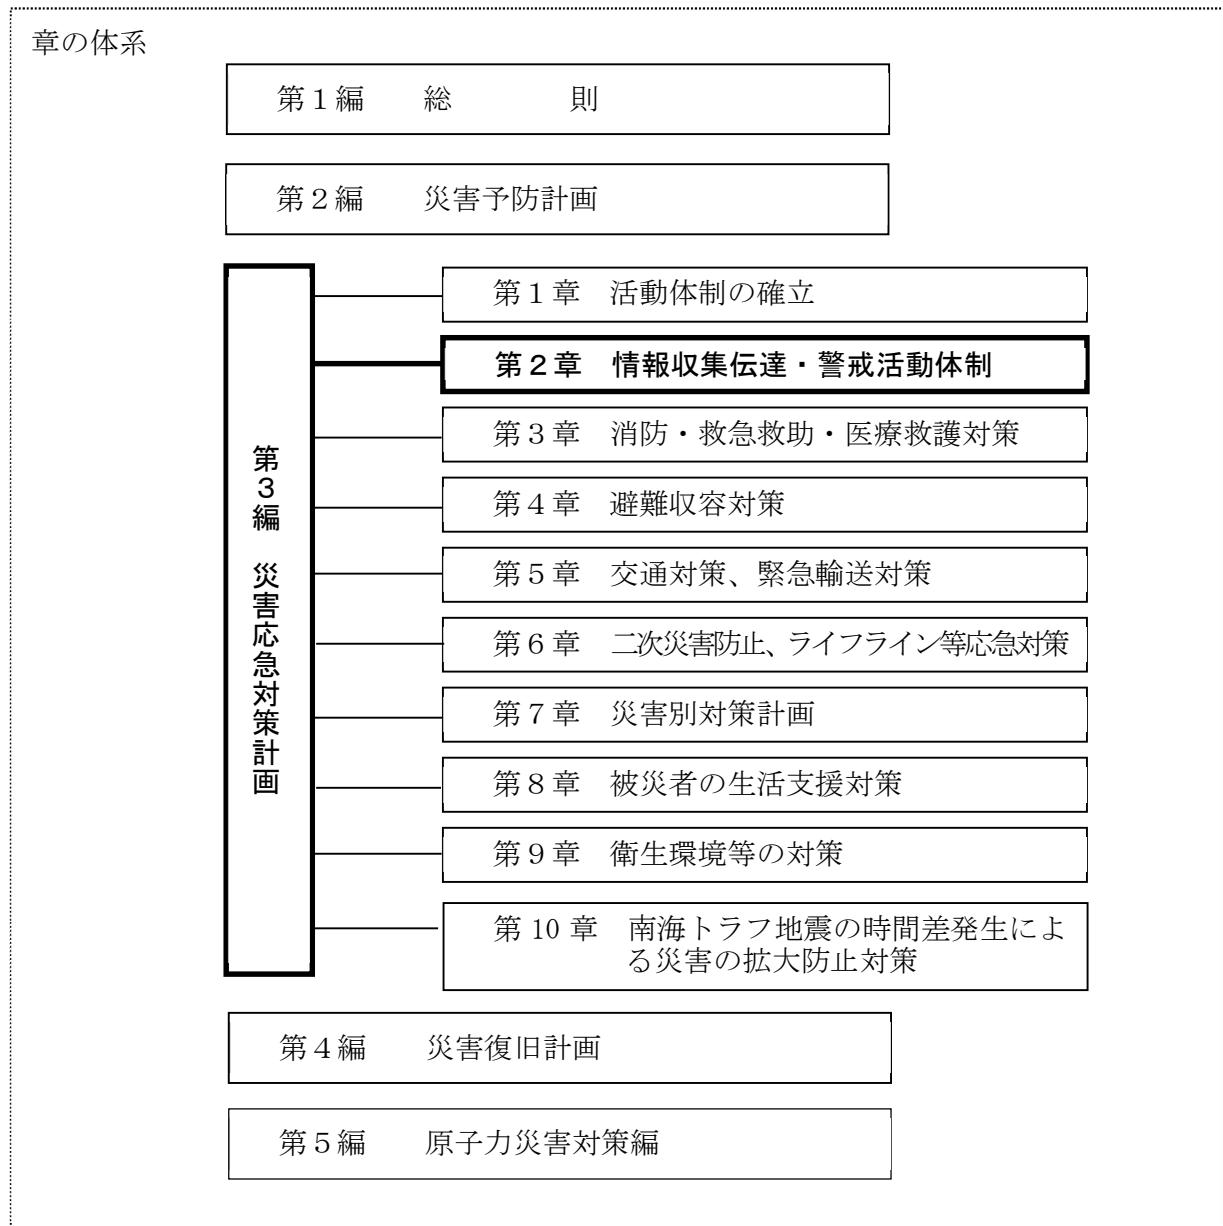 章の体系
第１編　　総　　　　則
第２編　　災害予防計画
第３編　災害応急対策計画
第１章　活動体制の確立
第２章　情報収集伝達・警戒活動体制
第３章　消防・救急救助・医療救護対策
第４章　避難収容対策
第５章　交通対策、緊急輸送対策
第６章　二次災害防止、ライフライン等応急対策
第７章　災害別対策計画
第８章　被災者の生活支援対策
第９章　衛生環境等の対策
第 10 章　南海トラフ地震の時間差発生によ
る災害の拡大防止対策
第４編　　災害復旧計画
第５編　　原子力災害対策編